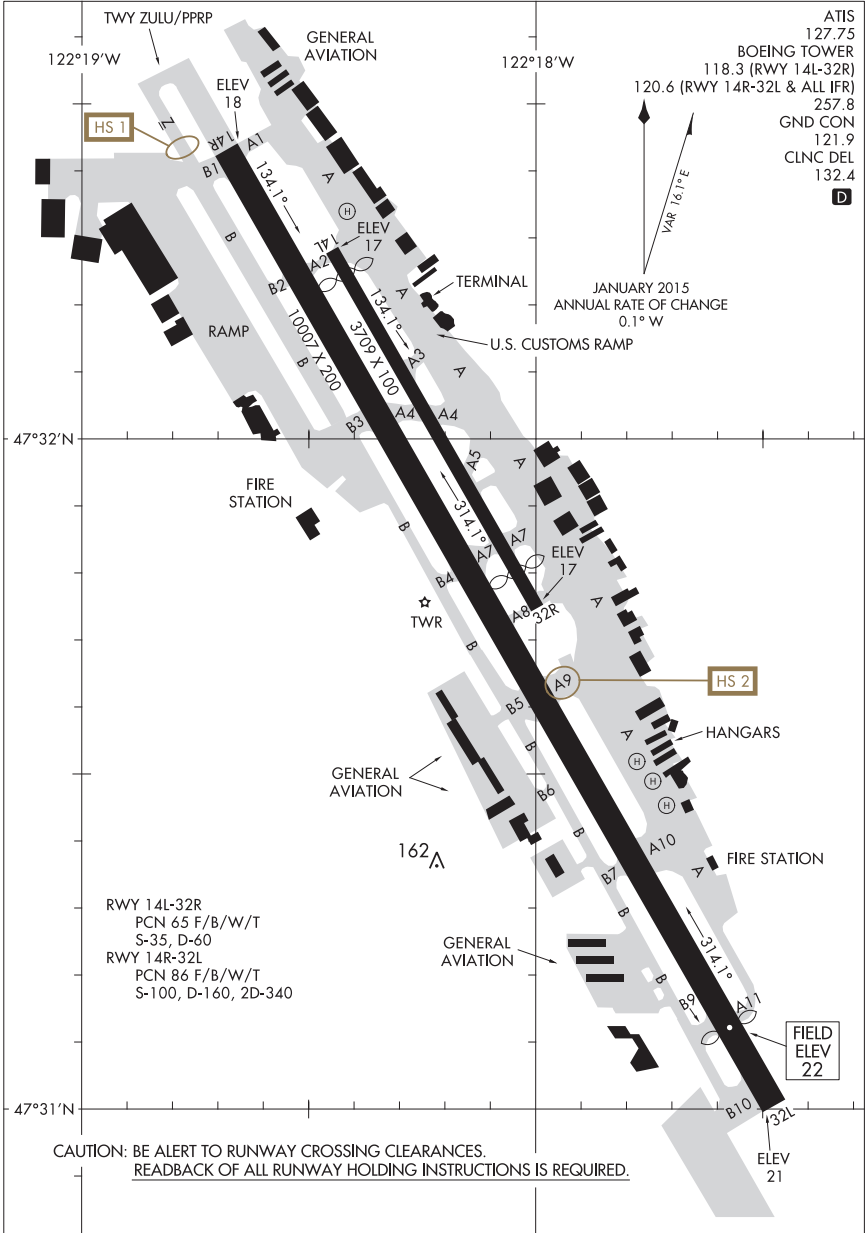 TWY ZULU/PPRP
GENERAL
AVIATION
122°19'W
122°18'W
ATIS
127.75
BOEING TOWER
118.3 (RWY 14L-32R)
120.6 (RWY 14R-32L & ALL IFR)
257.8
GND CON
121.9
CLNC DEL
132.4
D
VAR 16.1° E
JANUARY 2015
ANNUAL RATE OF CHANGE
0.1° W
ELEV
18
HS 1
Z
14R
A1
B1
134.1°
A
H
B
14L
ELEV
17
A2
B2
A
TERMINAL
134.1°
U.S. CUSTOMS RAMP
RAMP
10007 X 200
3709 X 100
A3
A
B
A4
A4
B3
47°32'N
A5
A
FIRE
STATION
314.1°
B
A7
A7
ELEV
17
B4
TWR
A8
32R
A
B
A9
HS 2
B5
A
HANGARS
B
H
H
H
GENERAL
AVIATION
B6
B
162
A10
FIRE STATION
B7
A
RWY 14L-32R
PCN 65 F/B/W/T
S-35, D-60
RWY 14R-32L
PCN 86 F/B/W/T
S-100, D-160, 2D-340
B
GENERAL
AVIATION
314.1°
B
B9
A11
FIELD
ELEV
22
47°31'N
B10
32L
ELEV
21
CAUTION: BE ALERT TO RUNWAY CROSSING CLEARANCES.
READBACK OF ALL RUNWAY HOLDING INSTRUCTIONS IS REQUIRED.